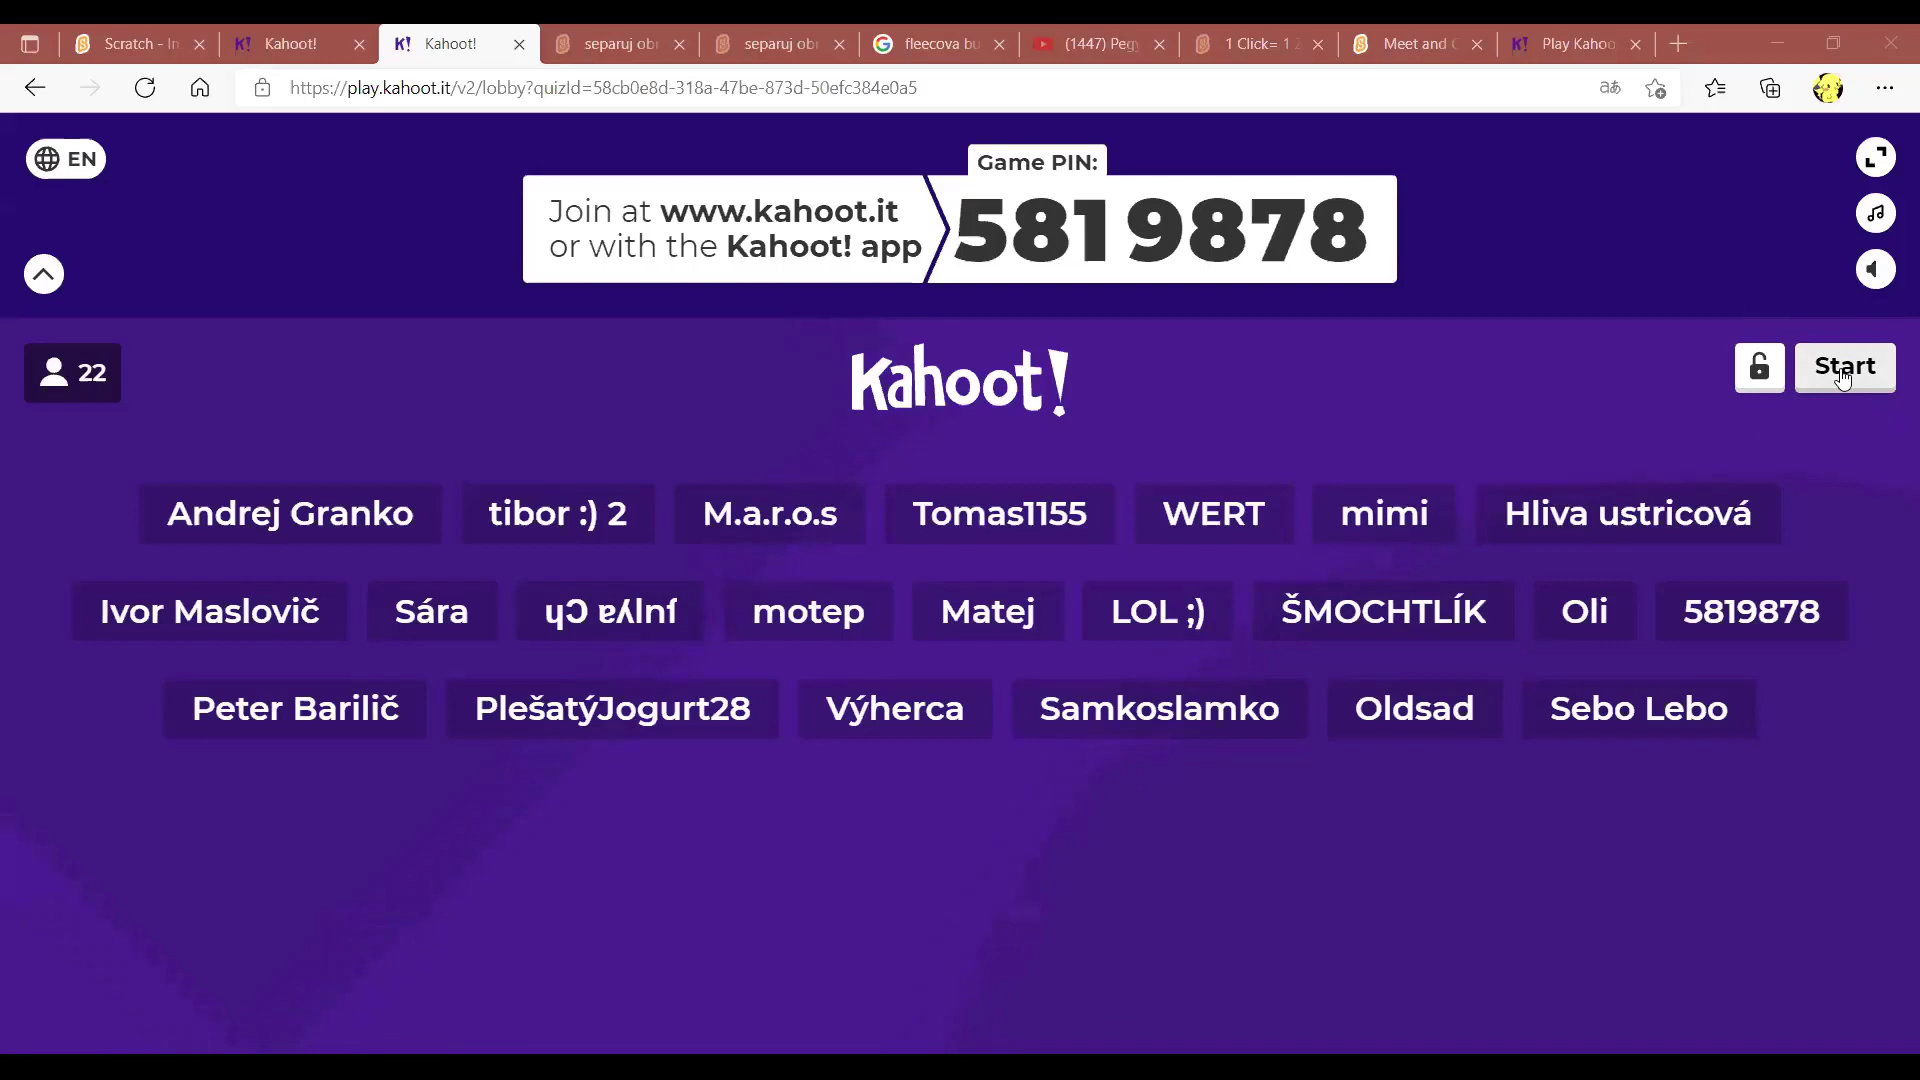 Scratch - In
Kahoot!
Kahoot!
separuj ob
separuj ob
fleecova bu
(1447) Peg
1 Click= 1
Meet and
Play Kahoo
https://play.kahoot.it/v2/lobby?quizId=58cb0e8d-318a-47be-873d-50efc384e0a5
EN
Game PIN:
Join at www.kahoot.it
or with the Kahoot! app
581 9878
22
Kahoot!
Start
Andrej Granko tibor :) 2 M.a.r.o.s Tomas1155 WERT mimi Hliva ustricová
Ivor Maslovič Sára motep Matej LOL ;) ŠMOCHTLÍK Oli 5819878
Peter Barilič PlešatýJogurt28 Výherca Samkoslamko Oldsad Sebo Lebo